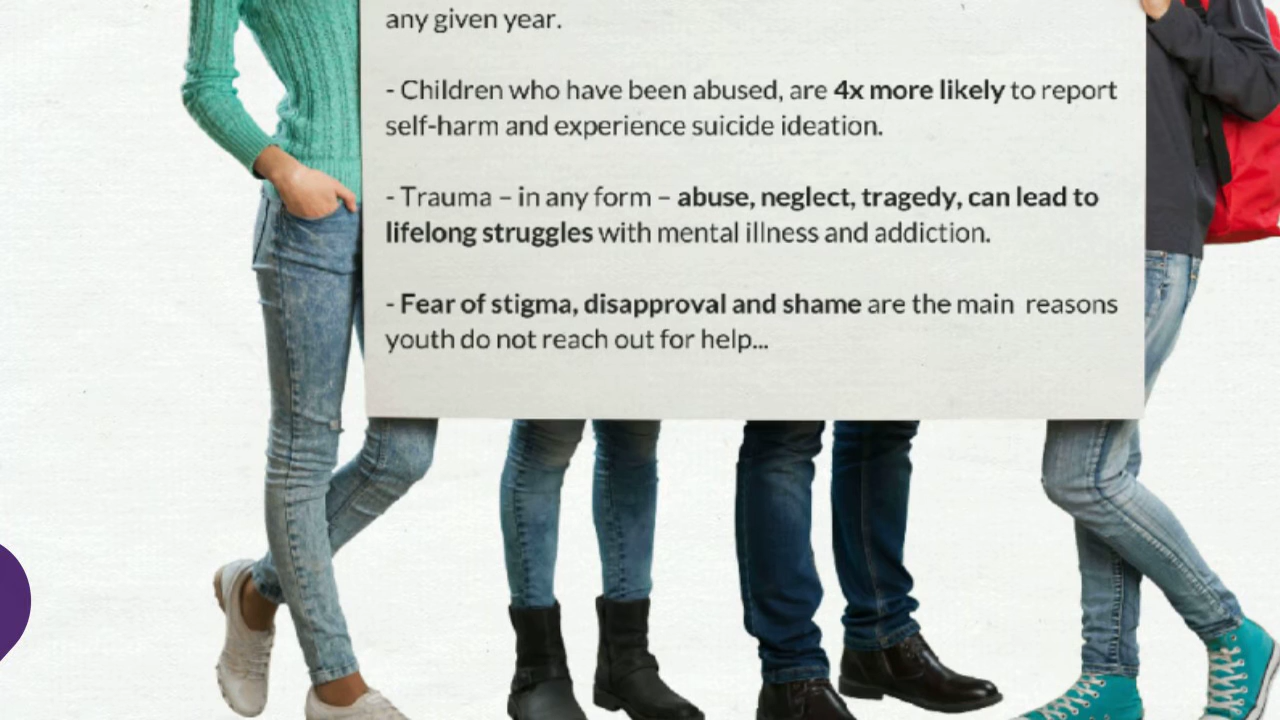 any given year.
- Children who have been abused, are 4x more likely to report
self-harm and experience suicide ideation.
- Trauma – in any form – abuse, neglect, tragedy, can lead to
lifelong struggles with mental illness and addiction.
- Fear of stigma, disapproval and shame are the main  reasons
youth do not reach out for help...